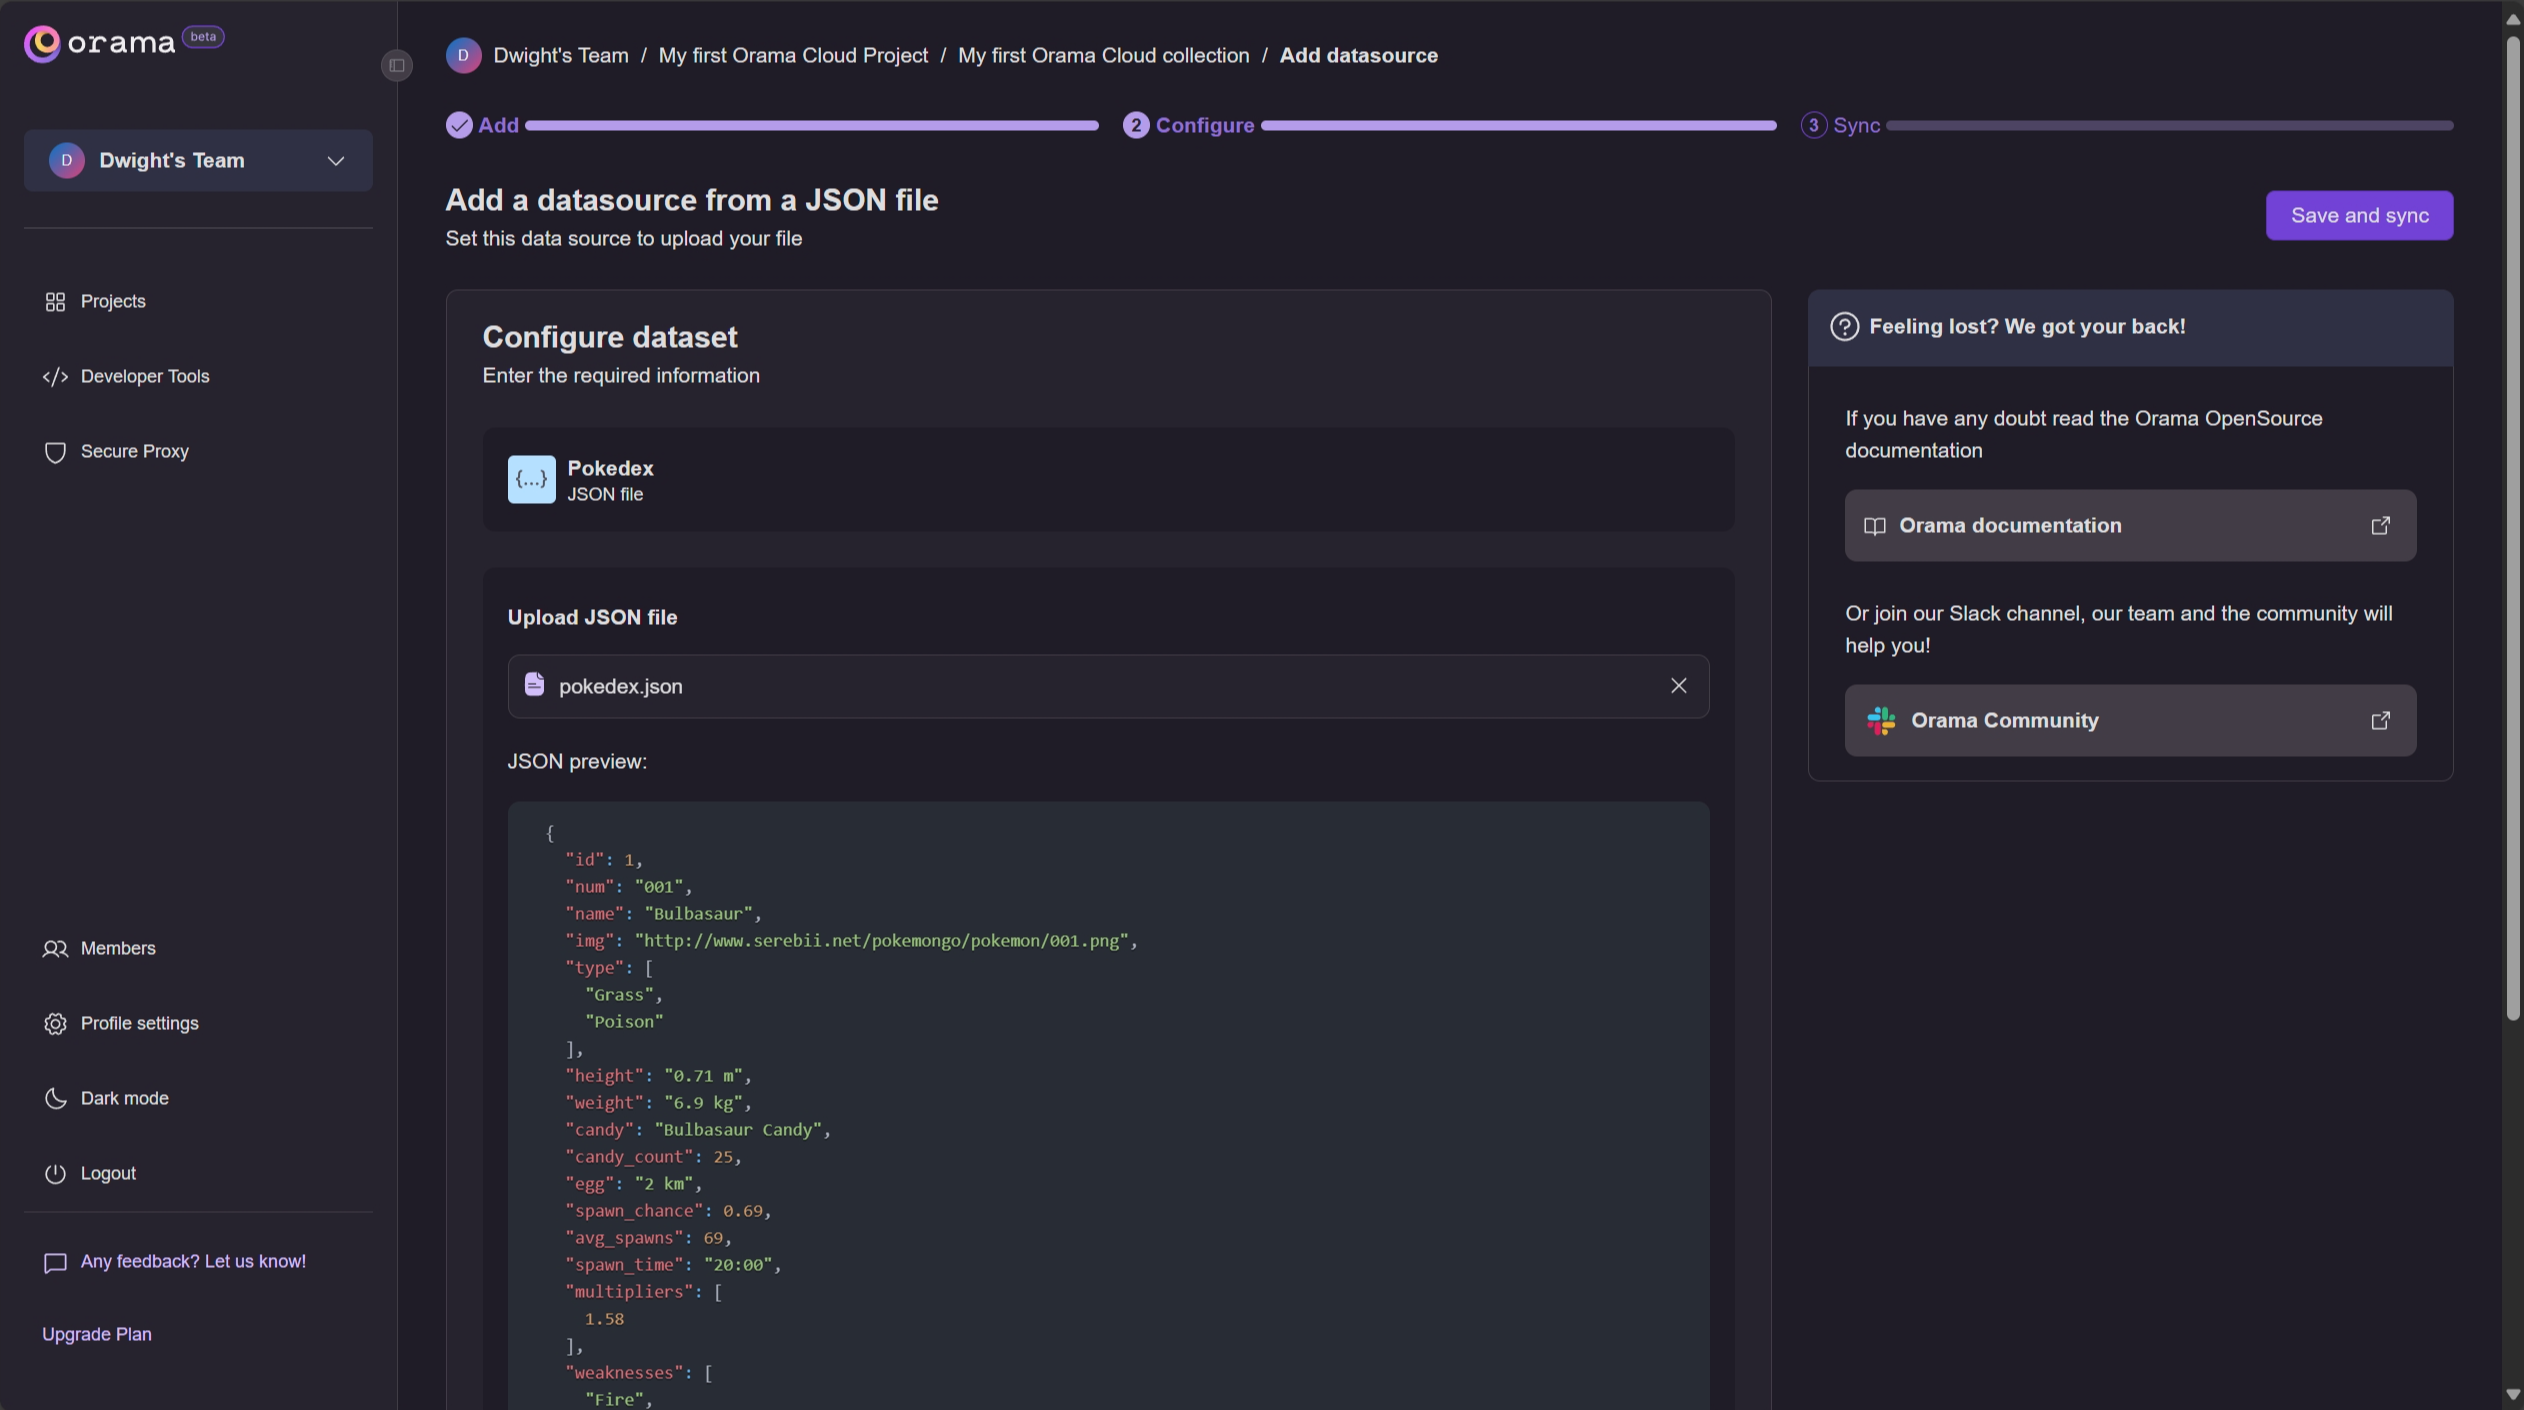 orama beta
Dwight's Team
Projects
Developer Tools
Secure Proxy
Members
Profile settings
Dark mode
Logout
Any feedback? Let us know!
Upgrade Plan
D Dwight's Team / My first Orama Cloud Project / My first Orama Cloud collection / Add datasource
Add 2 Configure 3 Sync
Add a datasource from a JSON file
Set this data source to upload your file
Save and sync
Configure dataset
Enter the required information
{...} Pokedex
JSON file
Upload JSON file
pokedex.json
JSON preview:
{
"id": 1,
"num": "001",
"name": "Bulbasaur",
"img": "http://www.serebii.net/pokemongo/pokemon/001.png",
"type": [
"Grass",
"Poison"
],
"height": "0.71 m",
"weight": "6.9 kg",
"candy": "Bulbasaur Candy",
"candy_count": 25,
"egg": "2 km",
"spawn_chance": 0.69,
"avg_spawns": 69,
"spawn_time": "20:00",
"multipliers": [
1.58
],
"weaknesses": [
"Fire",
Feeling lost? We got your back!
If you have any doubt read the Orama OpenSource
documentation
Orama documentation
Or join our Slack channel, our team and the community will
help you!
Orama Community